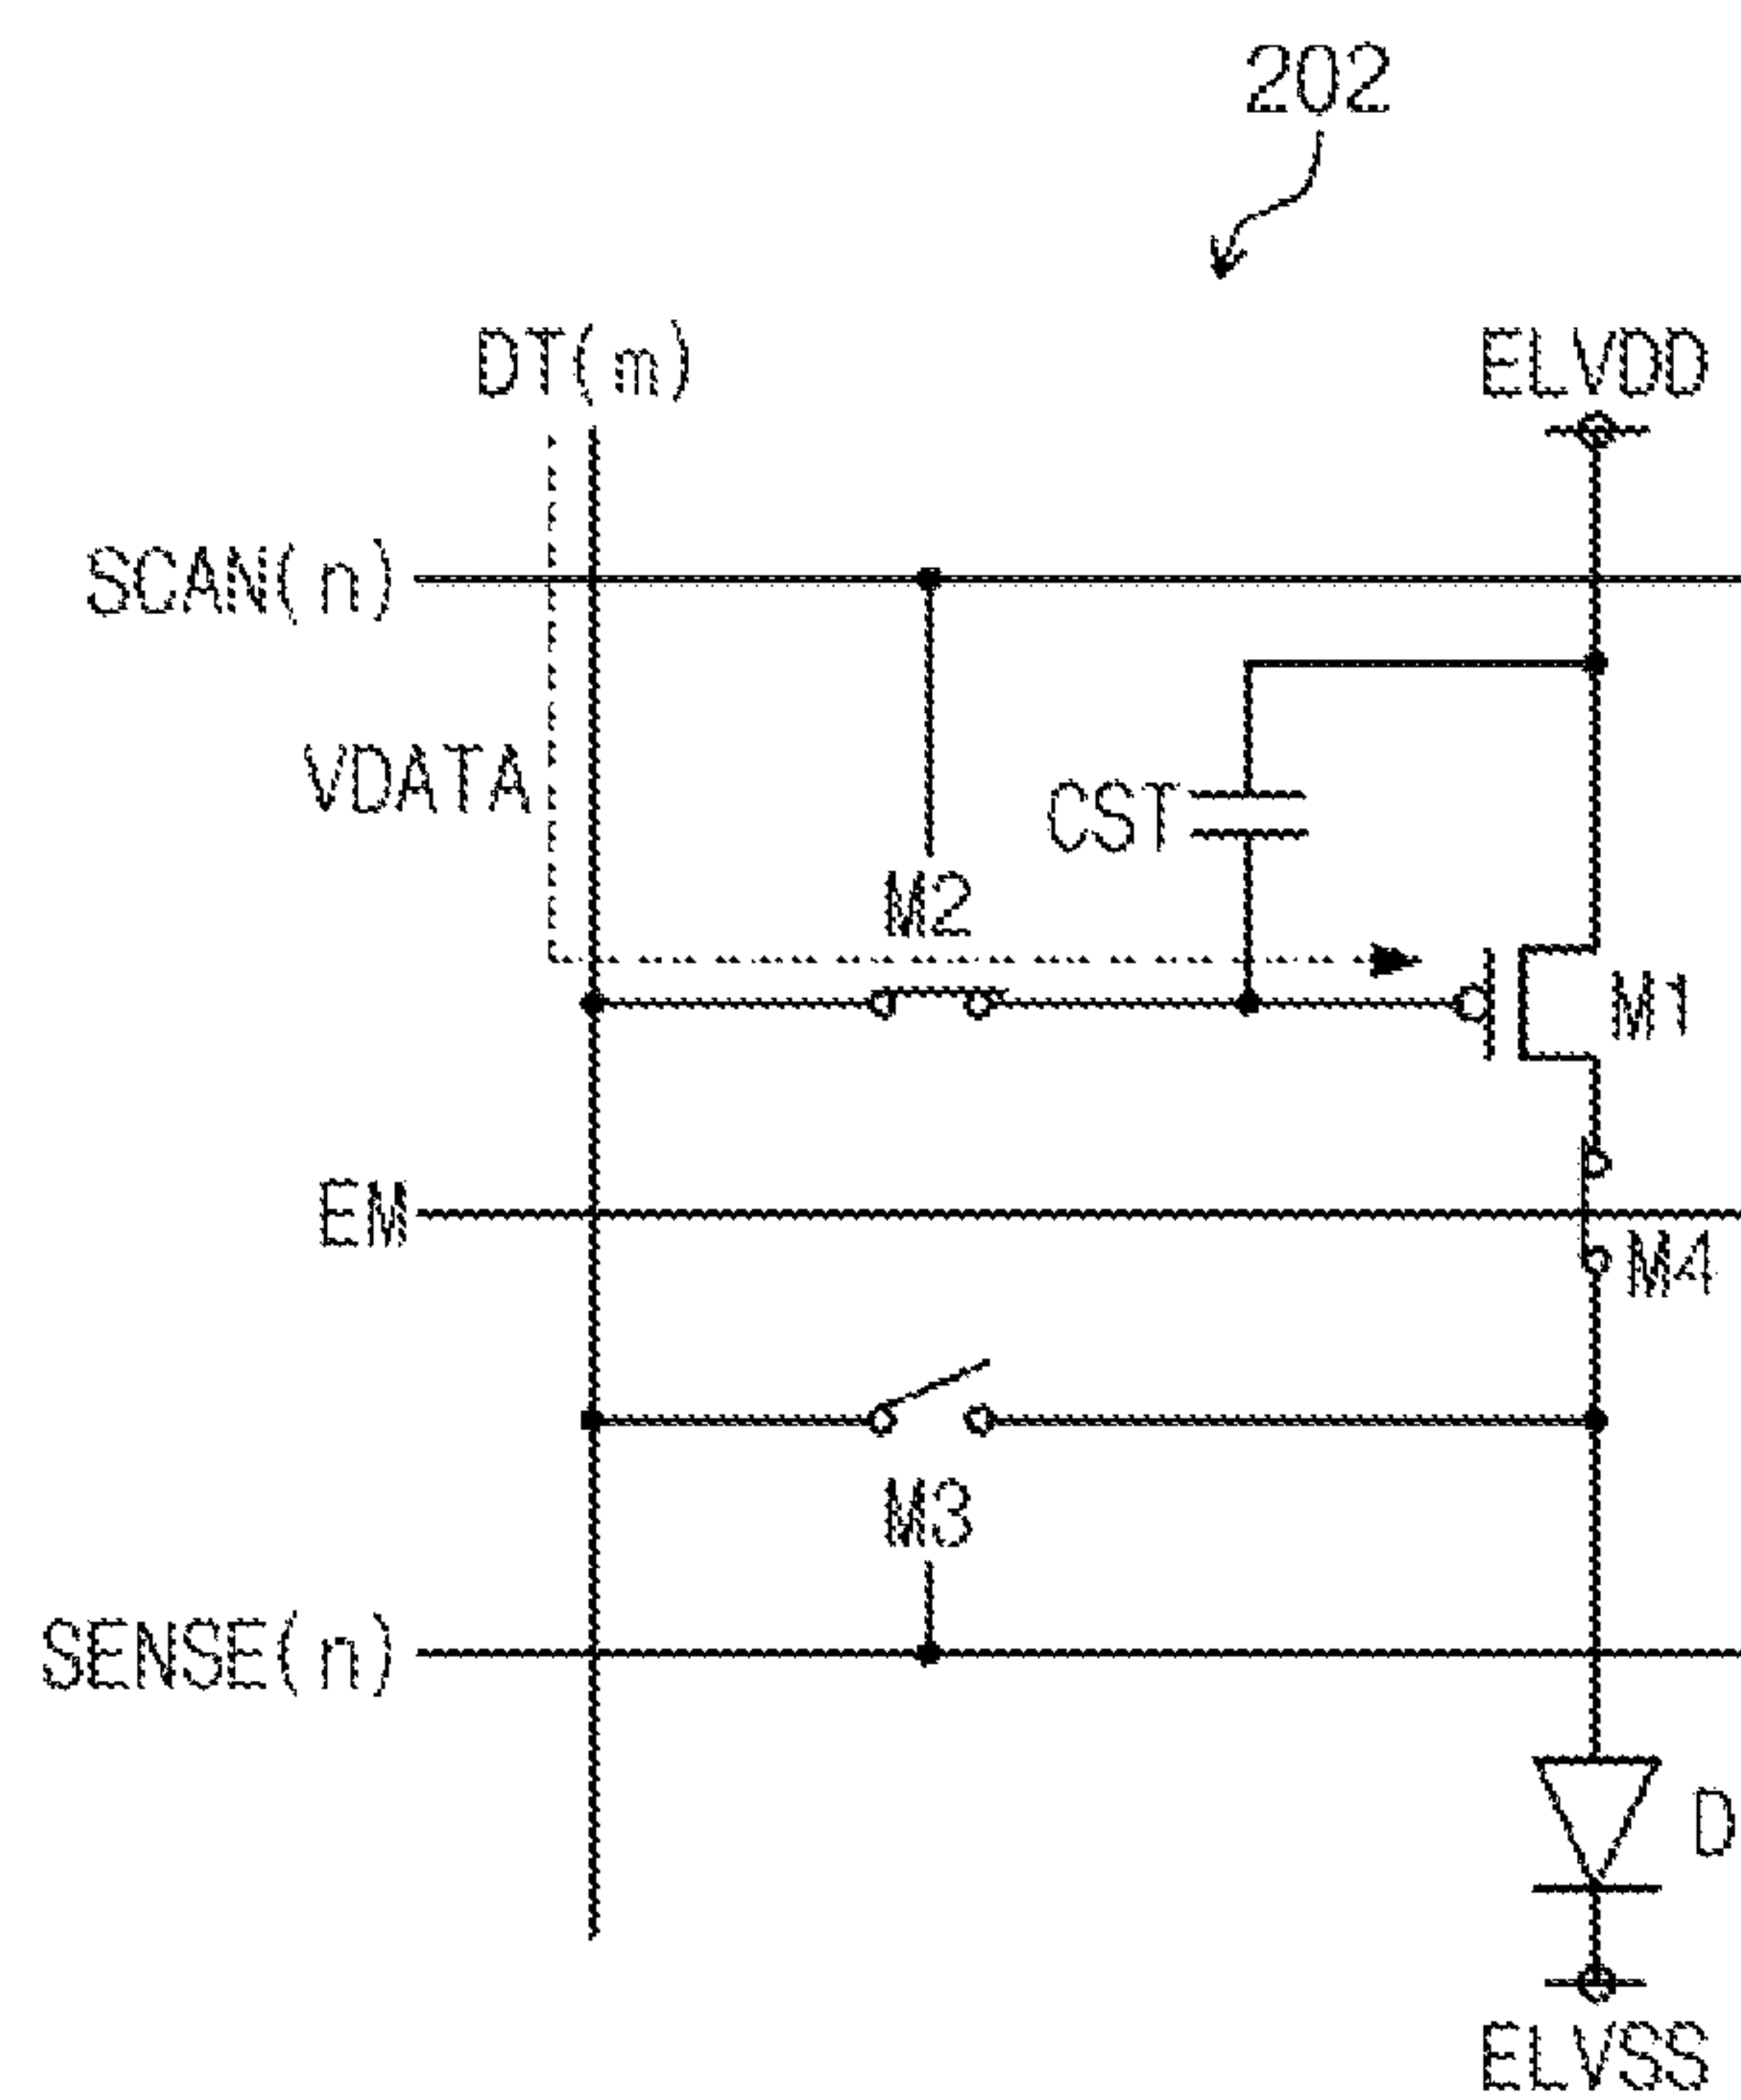 202
DT(m)
ELVDD
SCAN(n)
VDATA
CST
M2
M1
EM
M4
M3
SENSE(n)
D
ELVSS